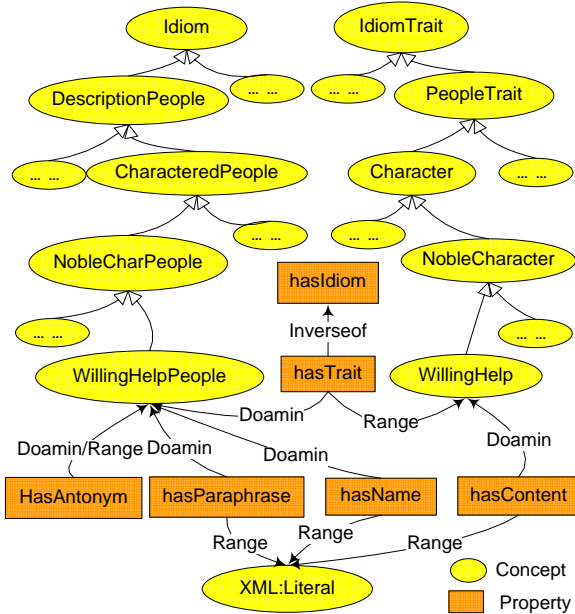 Idiom
IdiomTrait
... ...
... ...
DescriptionPeople
PeopleTrait
... ...
CharacteredPeople
Character
... ...
... ...
... ...
NobleCharPeople
NobleCharacter
hasIdiom
... ...
Inverseof
... ...
WillingHelpPeople
hasTrait
WillingHelp
Doamin
Range
Doamin/Range
Doamin
Doamin
Doamin
HasAntonym
hasParaphrase
hasName
hasContent
Range
Range
Range
XML:Literal
Concept
Property